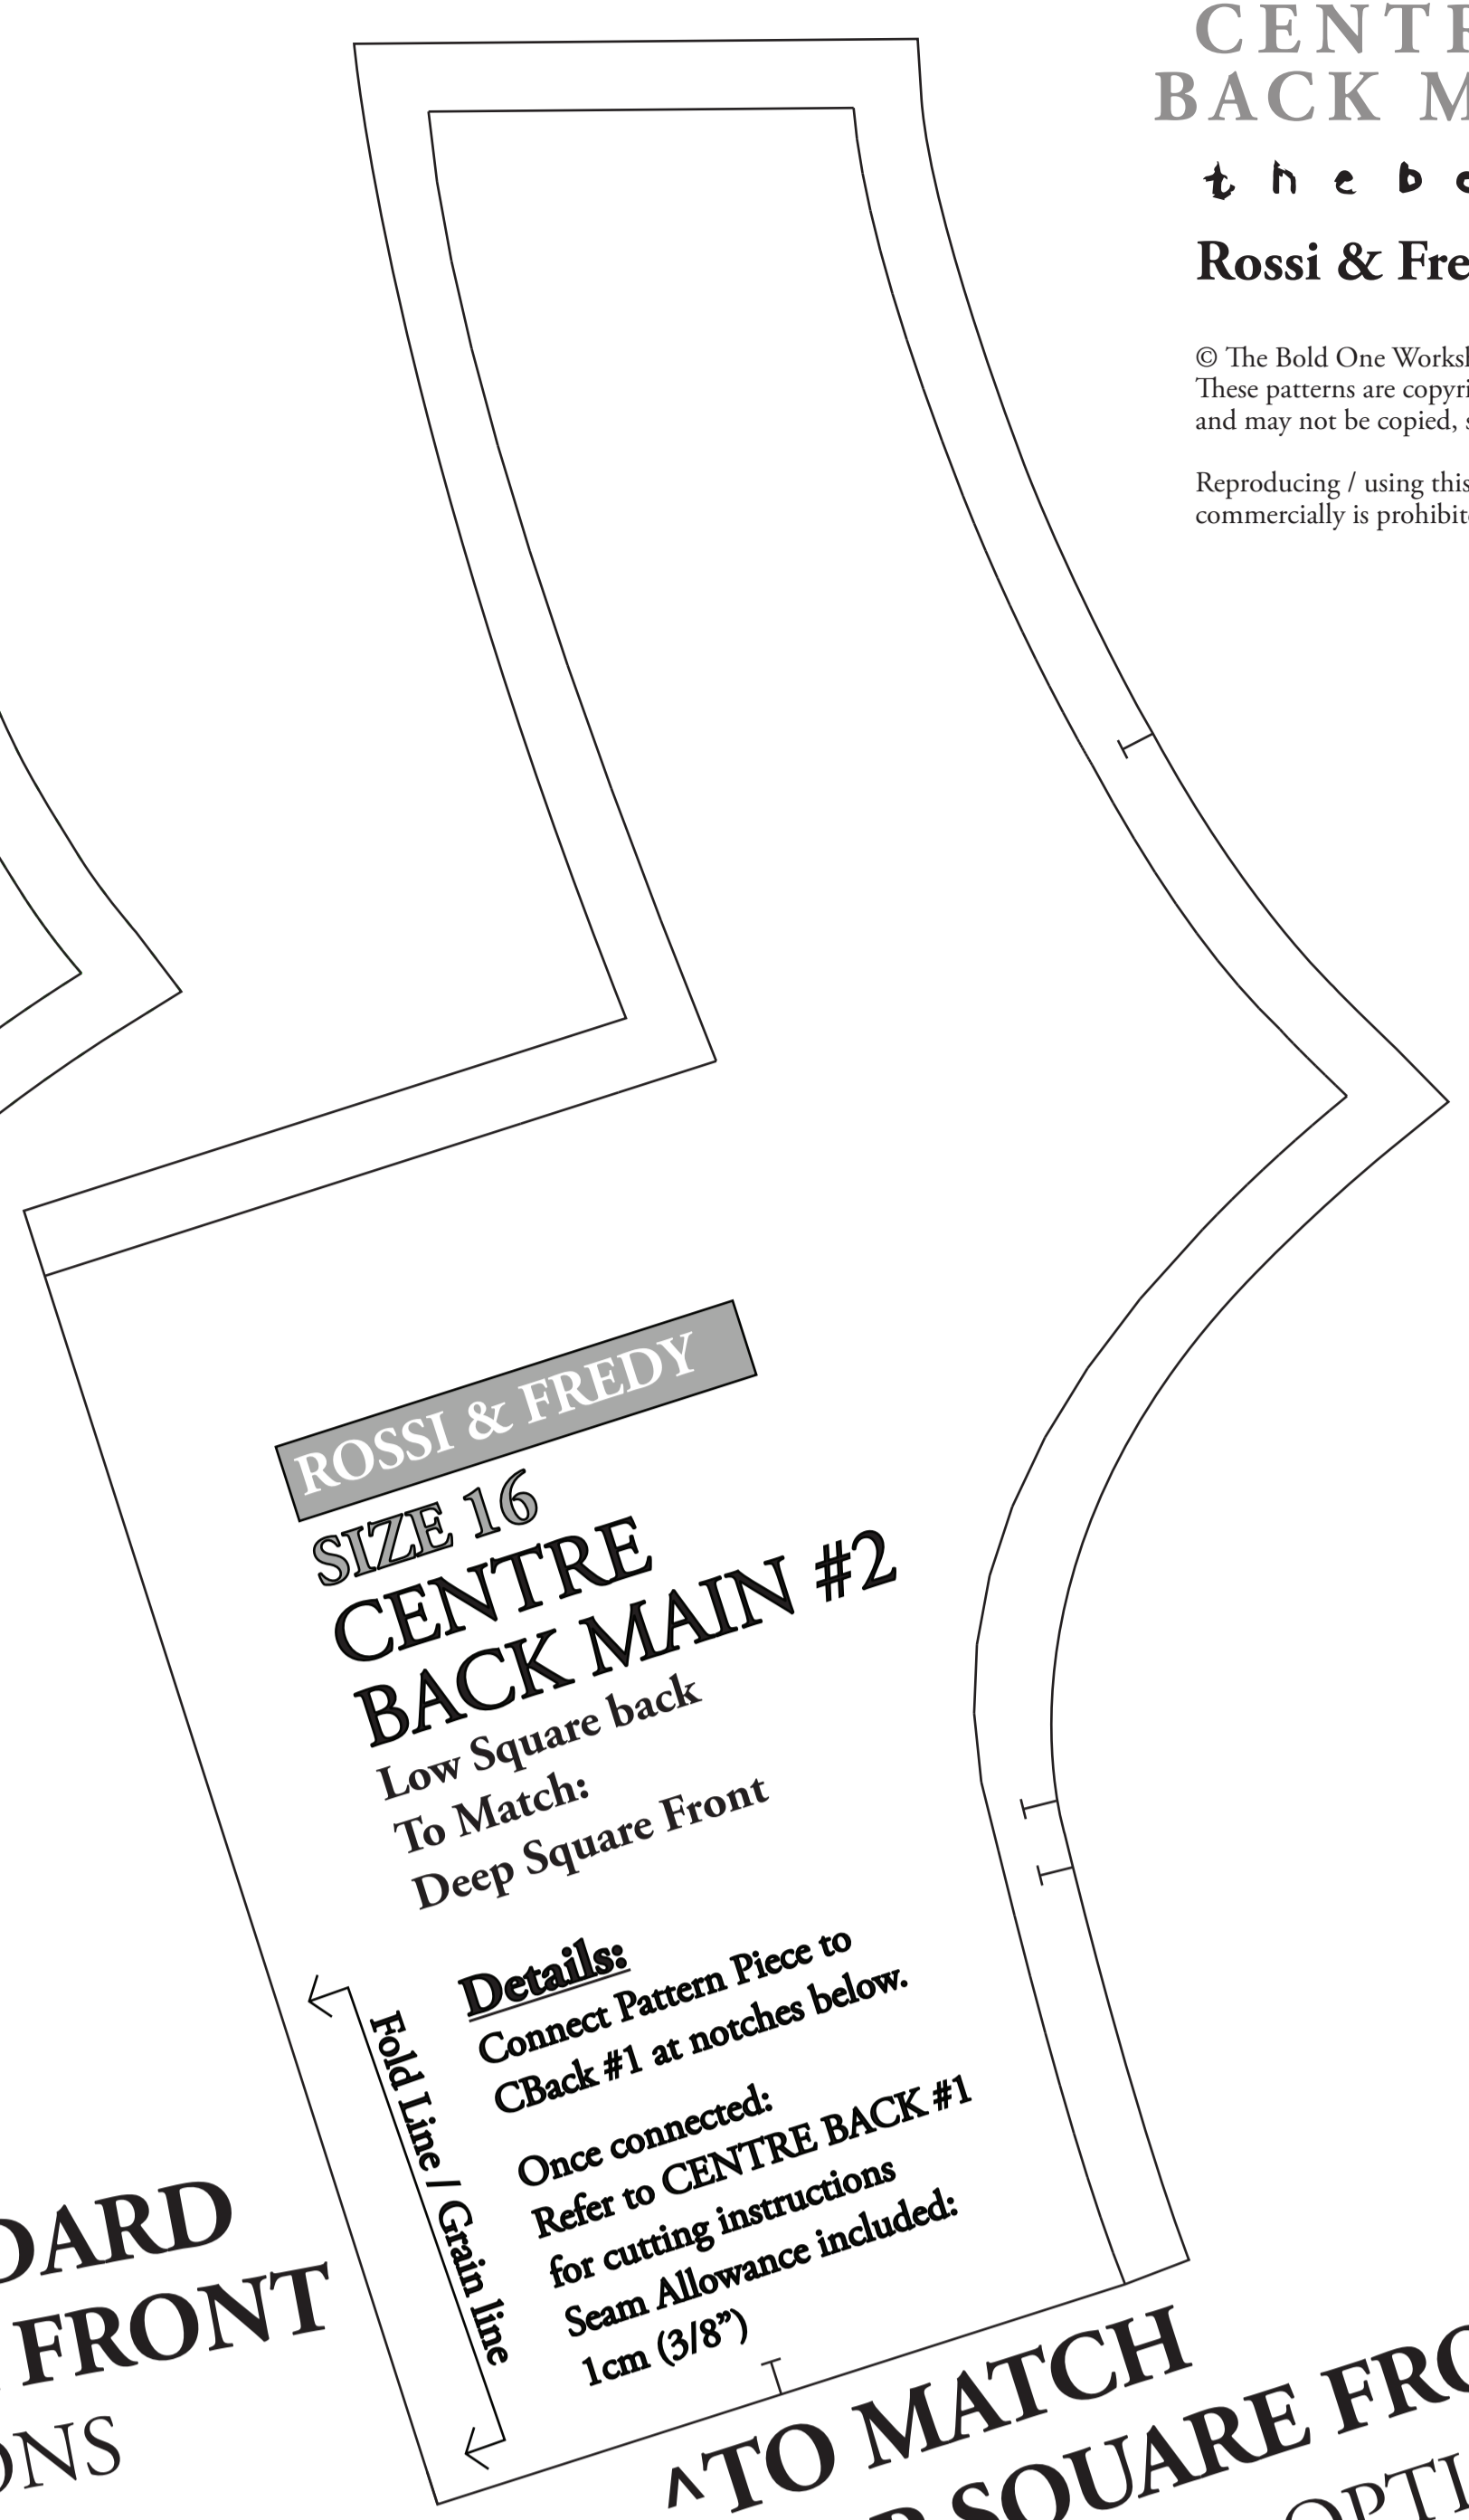 CENT
BACK
t h e b
Rossi & Fre
© The Bold One Works
These patterns are copyri
and may not be copied, s
Reproducing / using this
commercially is prohibit
ROSSI & FREDY
SIZE 16
CENTRE
BACK MAIN #2
Low Square back
To Match:
Deep Square Front
Details:
Connect Pattern Piece to
CBack #1 at notches below.
Once connected:
Refer to CENTRE BACK #1
for cutting instructions
Seam Allowance included:
1cm (3/8”)
Fold Line / Grain line
DARD
FRONT
ONS
^TO MATCH
SQUARE FRO
OPTI